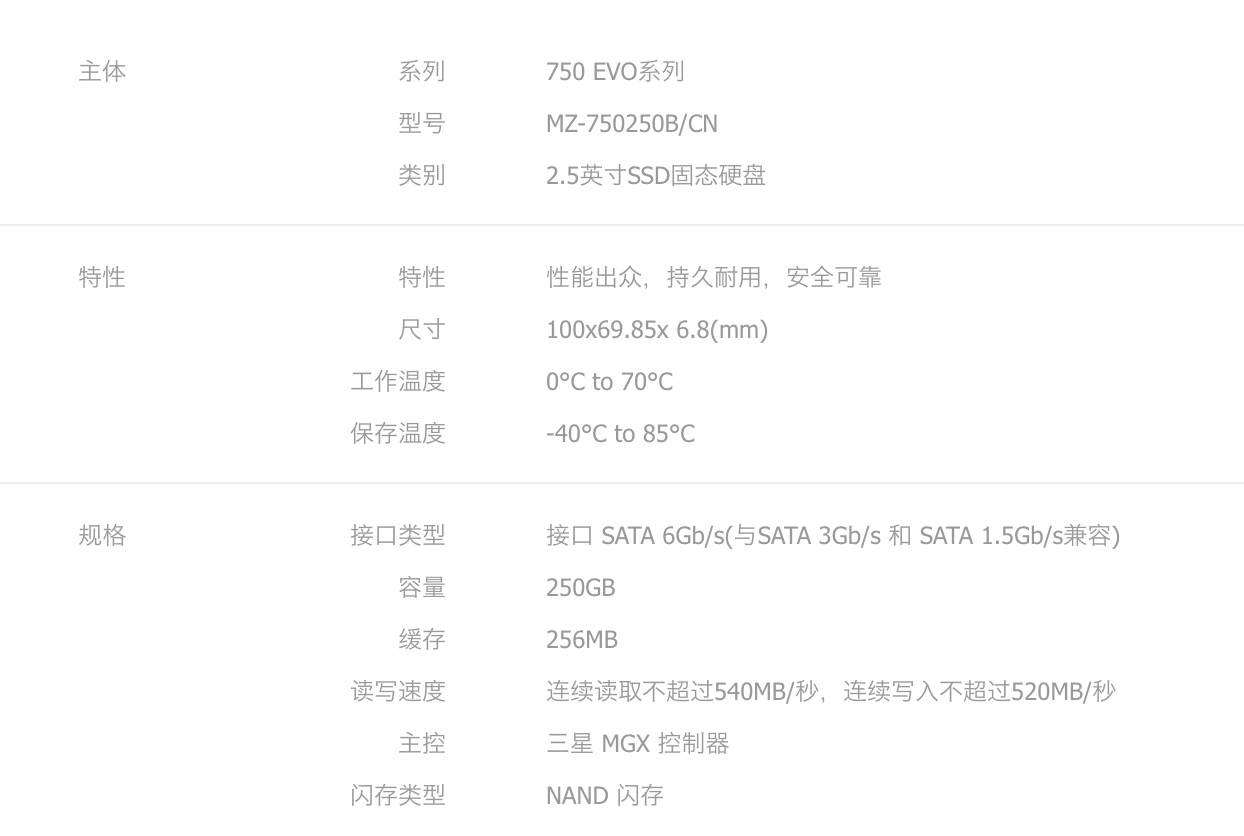 主体 系列 750 EVO系列
型号 MZ-750250B/CN
类别 2.5英寸SSD固态硬盘
特性 特性 性能出众，持久耐用，安全可靠
尺寸 100x69.85x 6.8(mm)
工作温度 0°C to 70°C
保存温度 -40°C to 85°C
规格 接口类型 接口 SATA 6Gb/s(与SATA 3Gb/s 和 SATA 1.5Gb/s兼容)
容量 250GB
缓存 256MB
读写速度 连续读取不超过540MB/秒，连续写入不超过520MB/秒
主控 三星 MGX 控制器
闪存类型 NAND 闪存